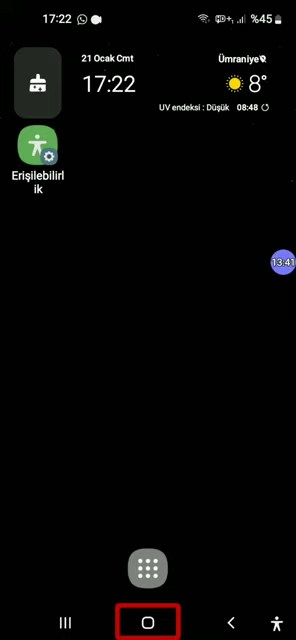 17:22 %45
21 Ocak Cmt
17:22
Ümraniye
8°
UV endeksi : Düşük 08:48
Erişilebilirl
ik
13:41